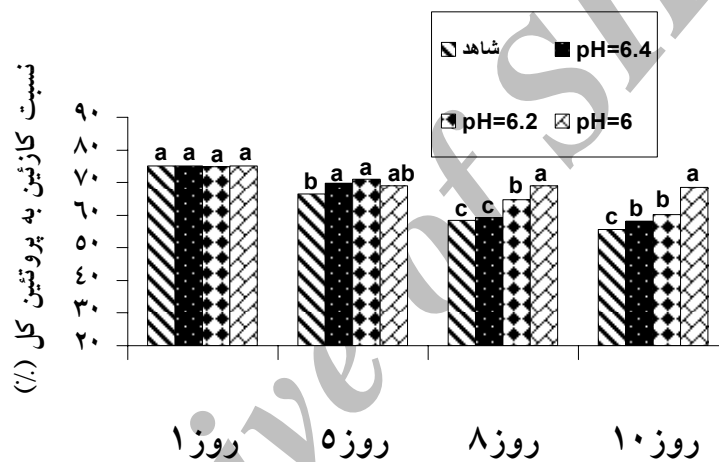 شاهد pH=6.4
pH=6.2 pH=6
نسبت کازئین به پروتئین کل (٪)
۹۰
۸۰
۷۰
۶۰
۵۰
٤۰
۳۰
۲۰
a a a a
b a a ab
c c b a
c b b a
روز۱ روز۵ روز۸ روز۱۰